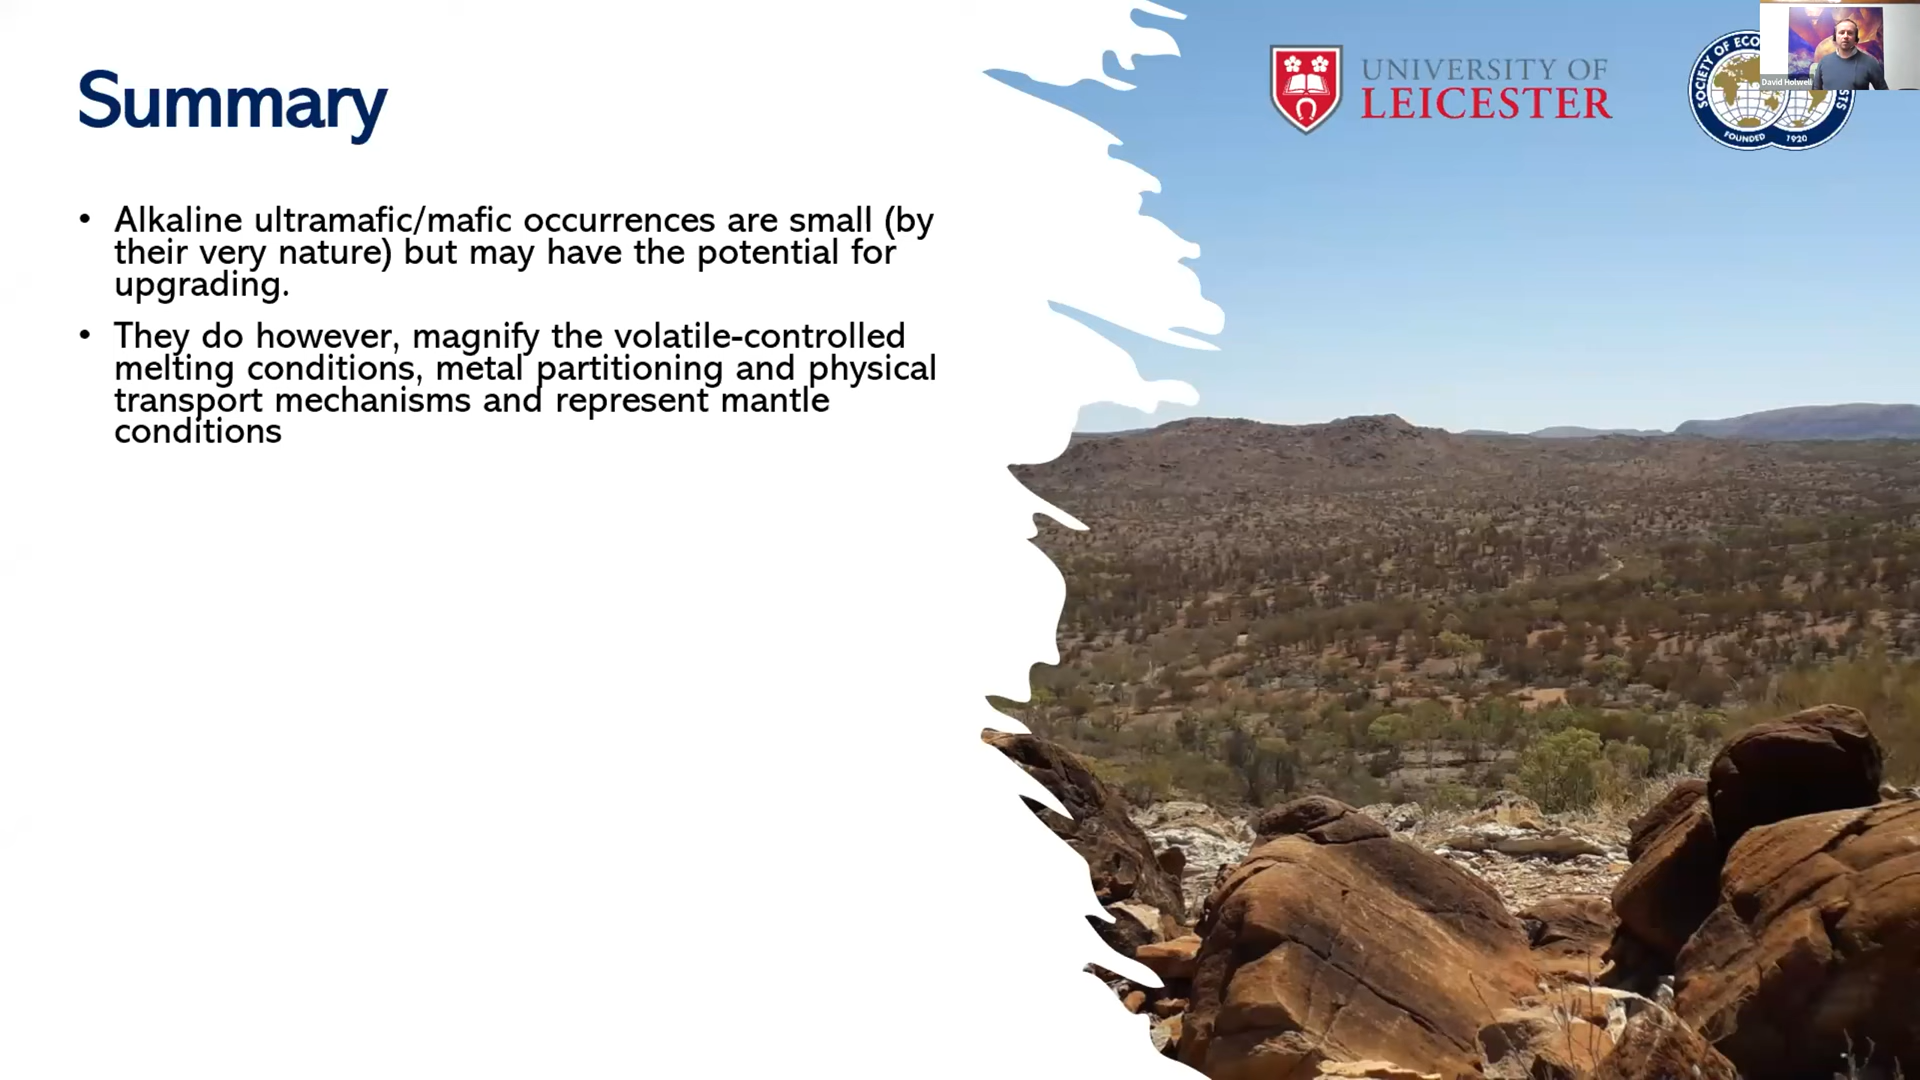 Summary
UNIVERSITY OF
LEICESTER
SOCIETY OF ECO
FOUNDED
1920
STS
David Holwell
• Alkaline ultramafic/mafic occurrences are small (by
their very nature) but may have the potential for
upgrading.
• They do however, magnify the volatile-controlled
melting conditions, metal partitioning and physical
transport mechanisms and represent mantle
conditions